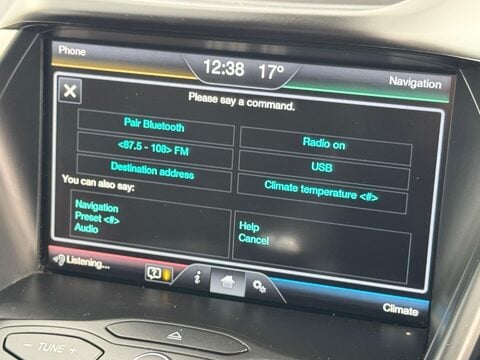 Phone
12:38 17°
Navigation
Please say a command.
Pair Bluetooth
Radio on
<87.5 - 108> FM
USB
Destination address
Climate temperature <#>
You can also say:
Navigation
Preset <#>
Audio
Help
Cancel
Listening...
Climate
− TUNE +